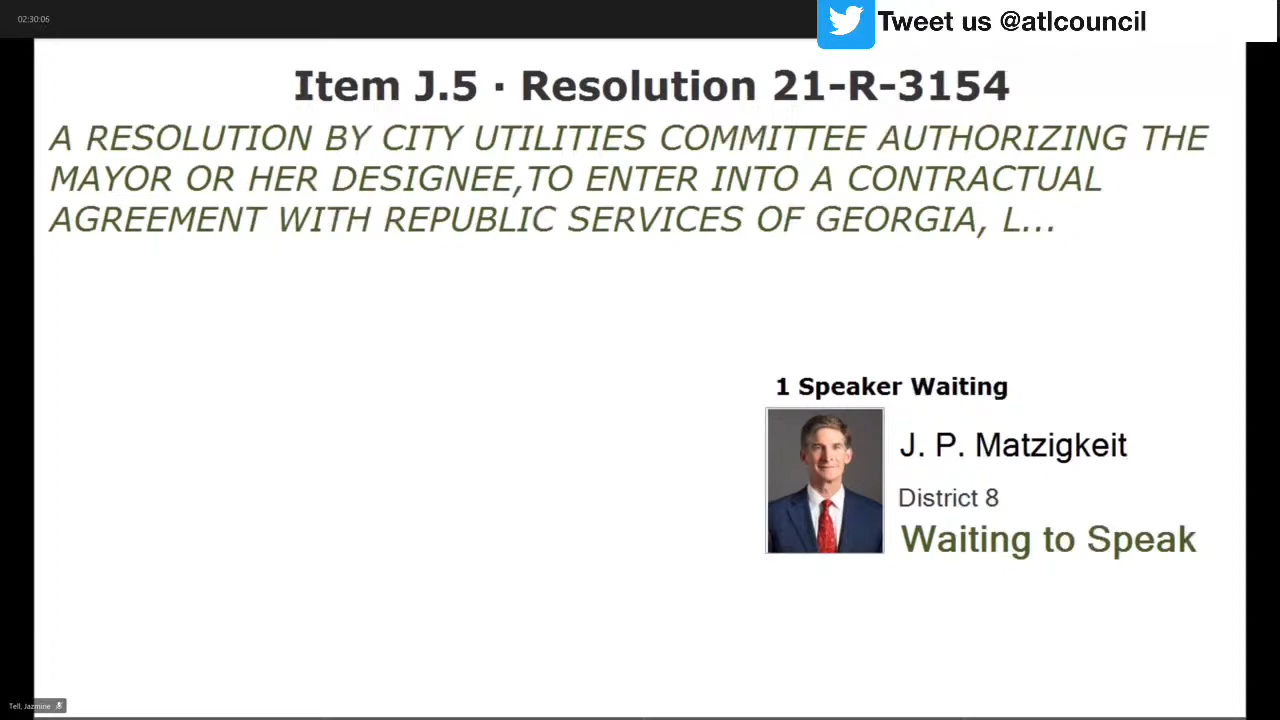 02:30:06
Tweet us @atlcouncil
Item J.5 · Resolution 21-R-3154
A RESOLUTION BY CITY UTILITIES COMMITTEE AUTHORIZING THE
MAYOR OR HER DESIGNEE,TO ENTER INTO A CONTRACTUAL
AGREEMENT WITH REPUBLIC SERVICES OF GEORGIA, L...
1 Speaker Waiting
J. P. Matzigkeit
District 8
Waiting to Speak
Tell, Jazmine